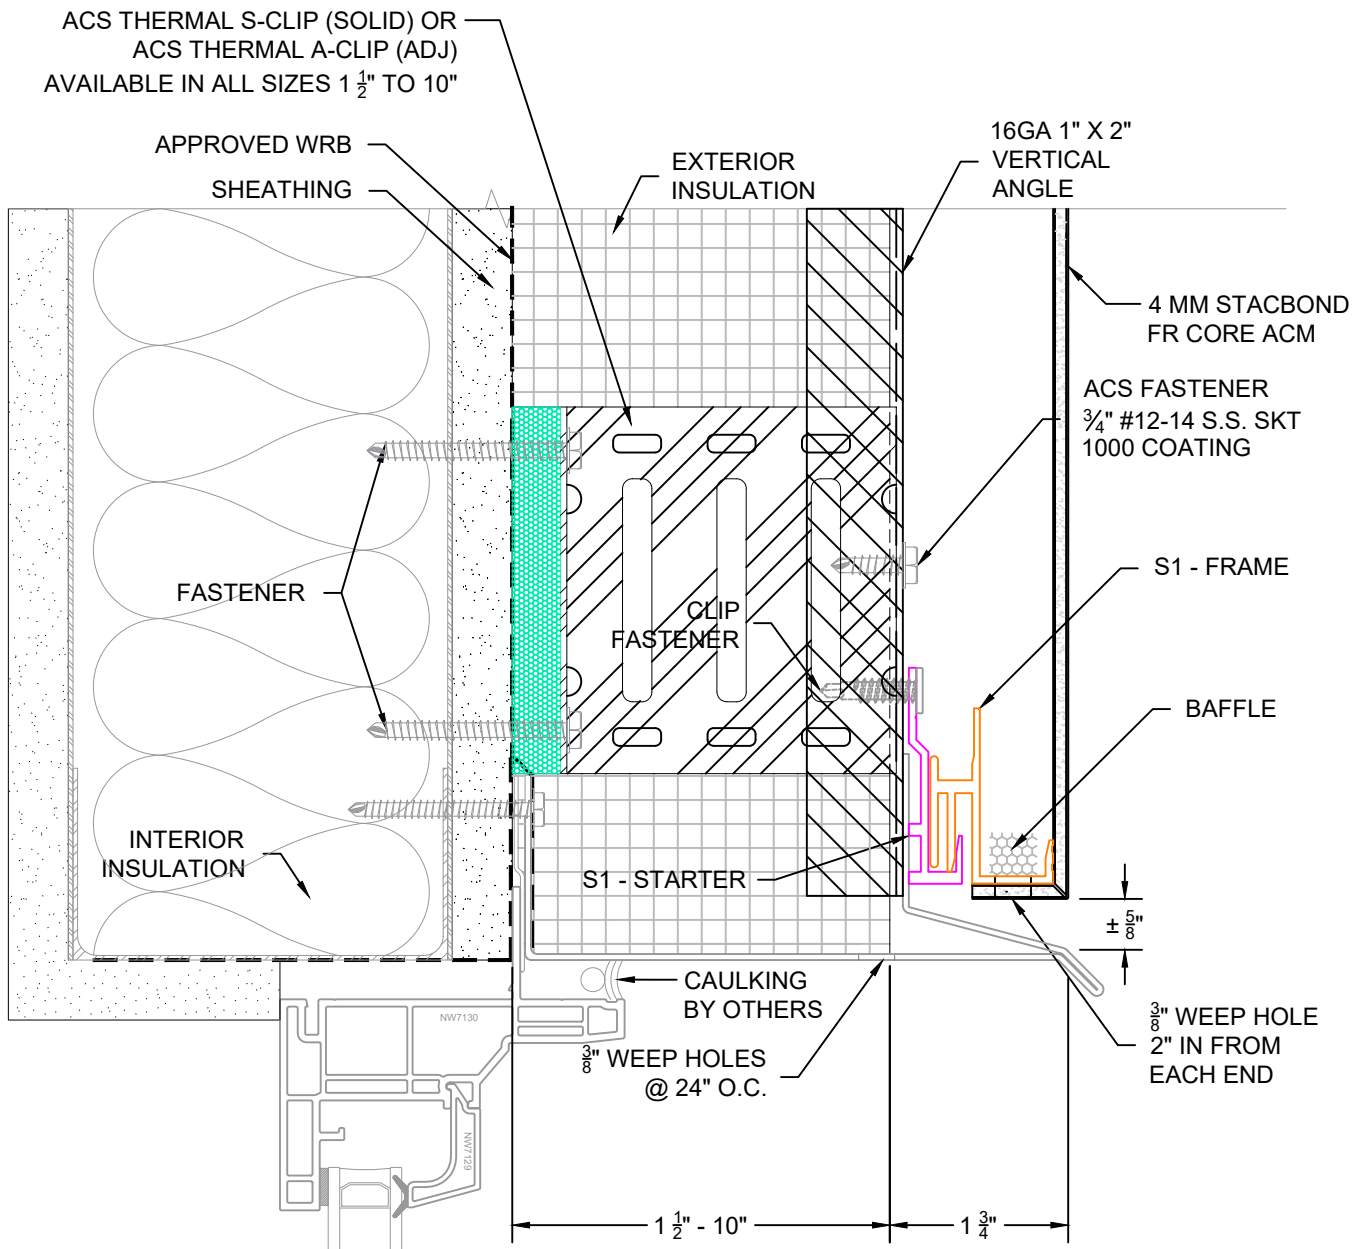 ACS THERMAL S-CLIP (SOLID) OR
ACS THERMAL A-CLIP (ADJ)
AVAILABLE IN ALL SIZES 1 1/2" TO 10"
APPROVED WRB
SHEATHING
EXTERIOR
INSULATION
16GA 1" X 2"
VERTICAL
ANGLE
4 MM STACBOND
FR CORE ACM
ACS FASTENER
3/4" #12-14 S.S. SKT
1000 COATING
S1 - FRAME
FASTENER
CLIP
FASTENER
BAFFLE
INTERIOR
INSULATION
S1 - STARTER
± 5/8"
CAULKING
BY OTHERS
NW7130
3/8" WEEP HOLES
@ 24" O.C.
3/8" WEEP HOLE
2" IN FROM
EACH END
NW7129
1 1/2" - 10"
1 3/4"